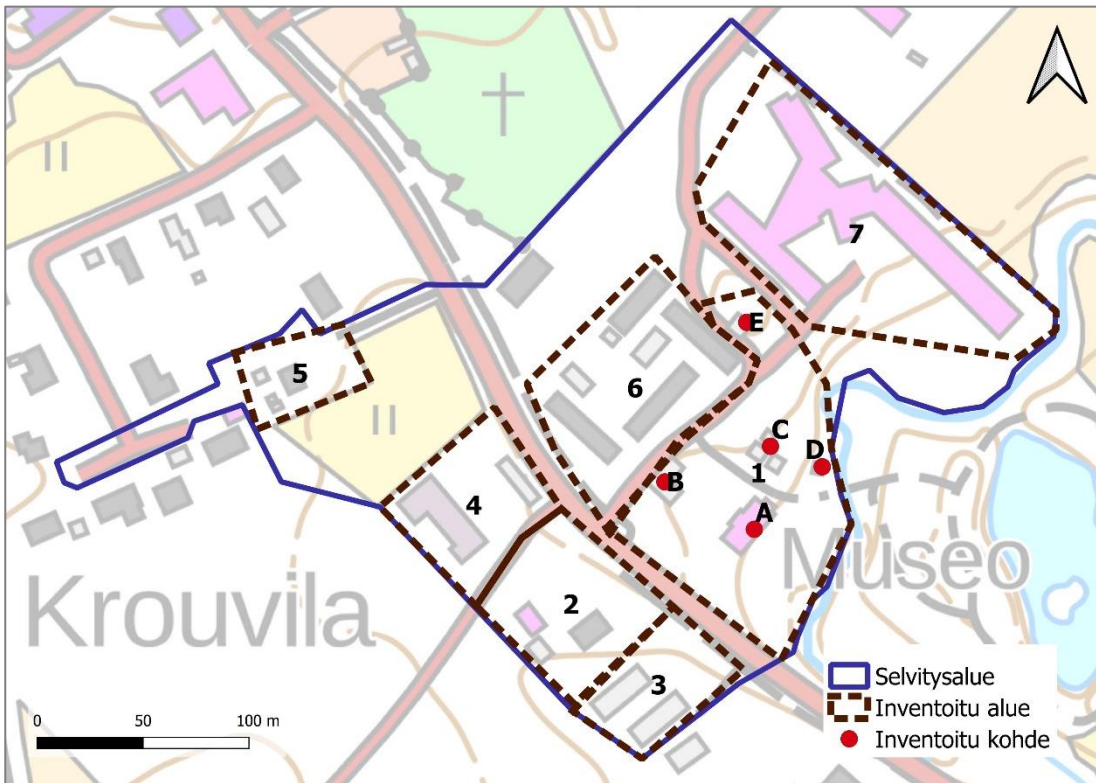 7
E
5
6
C
D
1
B
4
A
Museo
2
Krouvila
3
Selvitysalue
Inventoitu alue
Inventoitu kohde
0 50 100 m